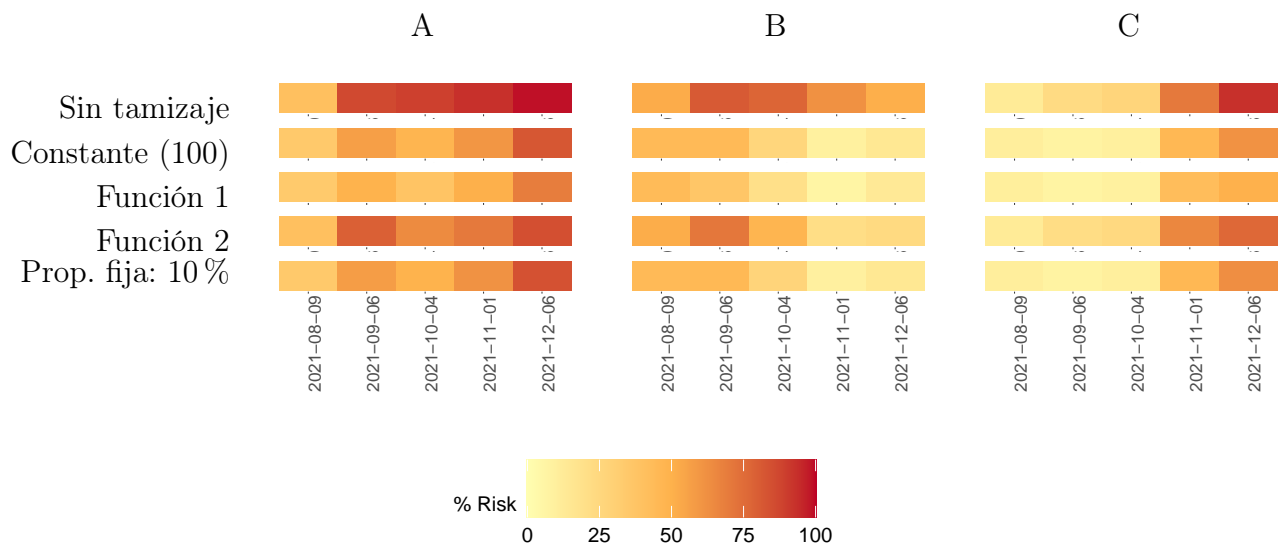 A B C
Sin tamizaje
Constante (100)
Función 1
Función 2
Prop. fija: 10 %
2021−08−09 2021−09−06 2021−10−04 2021−11−01 2021−12−06 2021−08−09 2021−09−06 2021−10−04 2021−11−01 2021−12−06 2021−08−09 2021−09−06 2021−10−04 2021−11−01 2021−12−06
% Risk
0 25 50 75 100